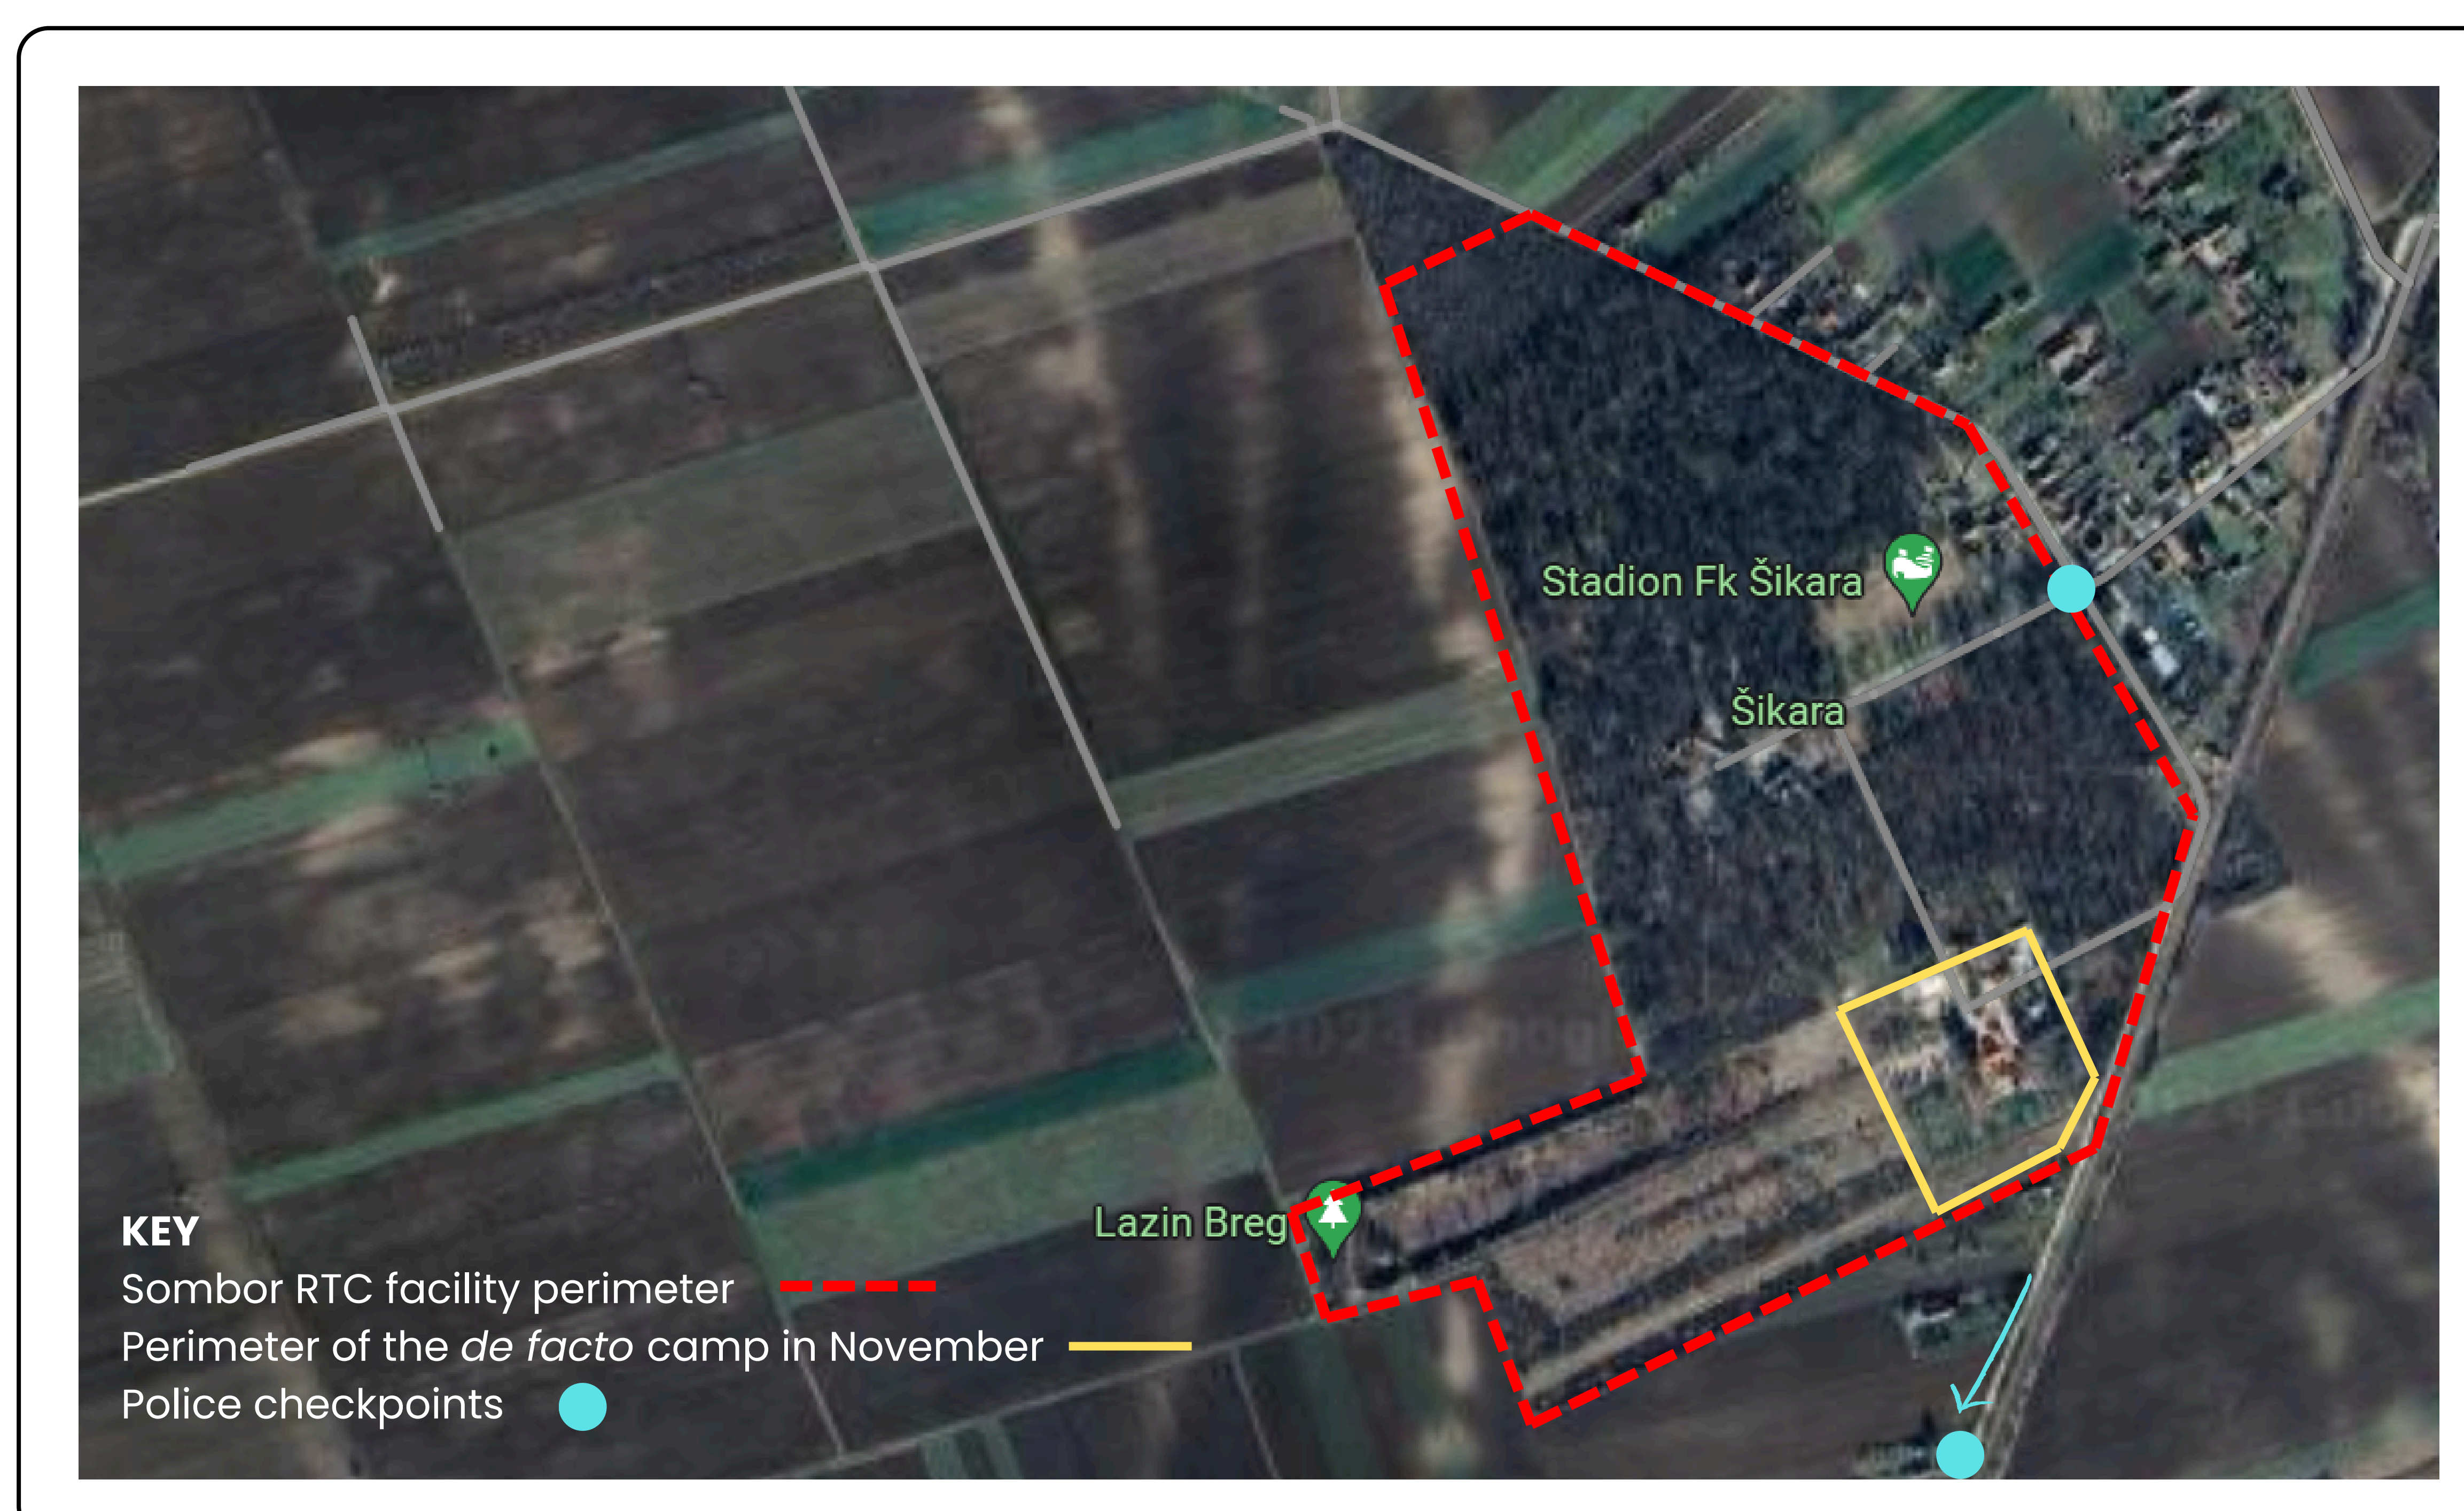 Stadion Fk Šikara
Šikara
Lazin Breg
KEY
Sombor RTC facility perimeter
Perimeter of the de facto camp in November
Police checkpoints